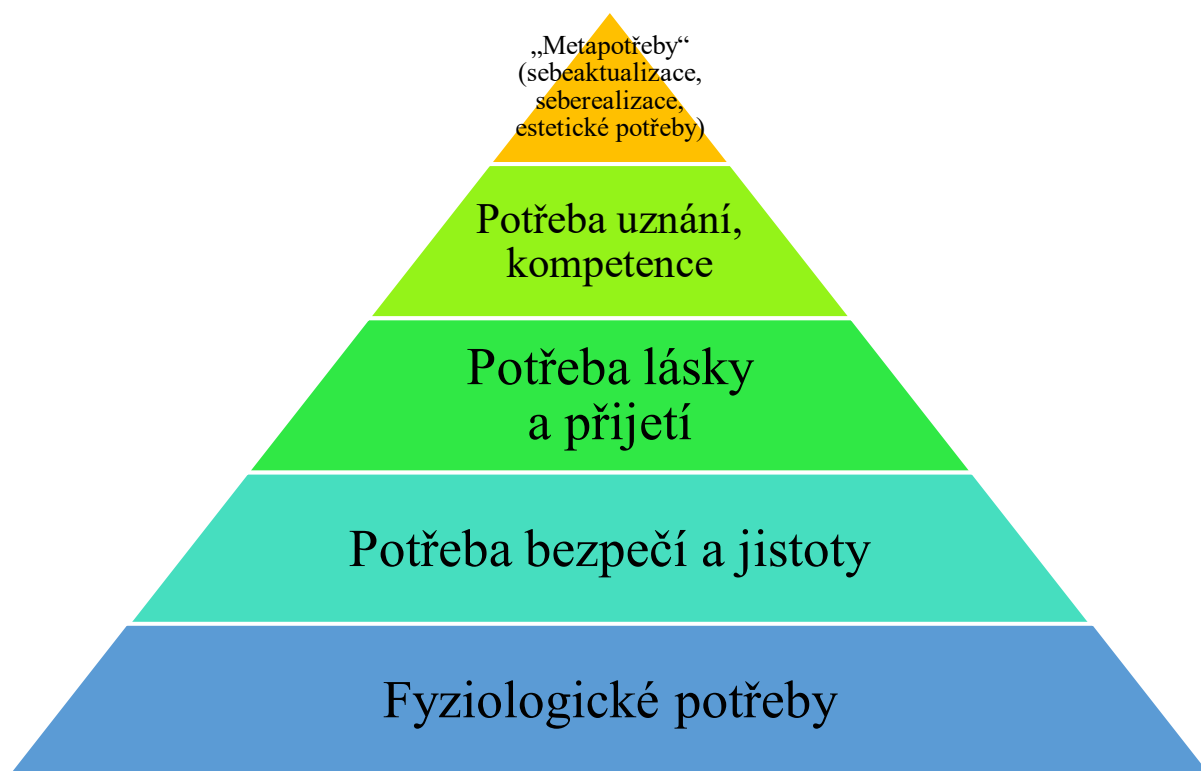 „Metapotřeby“
(sebeaktualizace,
seberealizace,
estetické potřeby)
Potřeba uznání,
kompetence
Potřeba lásky
a přijetí
Potřeba bezpečí a jistoty
Fyziologické potřeby